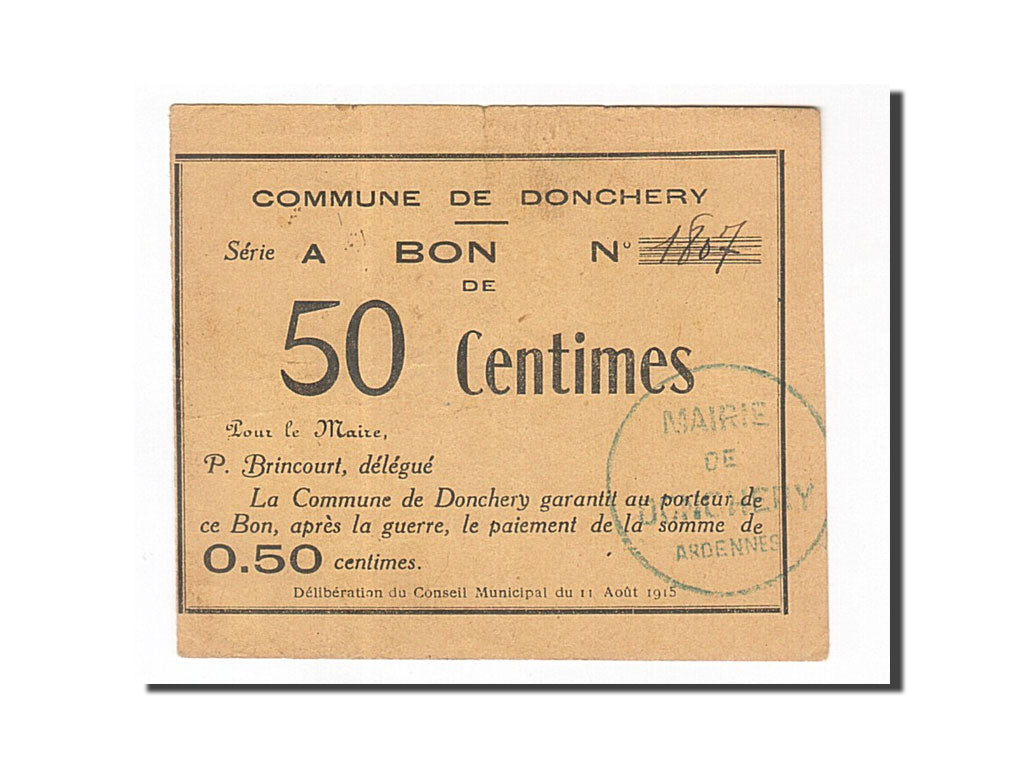 COMMUNE DE DONCHERY
Série A BON N° 1807
DE
50 Centimes
Pour le Maire,
P. Brincourt, délégué
La Commune de Donchery garantit au porteur de
ce Bon, après la guerre, le paiement de la somme de
0.50 centimes.
Délibération du Conseil Municipal du 11 Août 1915
MAIRIE
DE
DONCHERY
ARDENNES